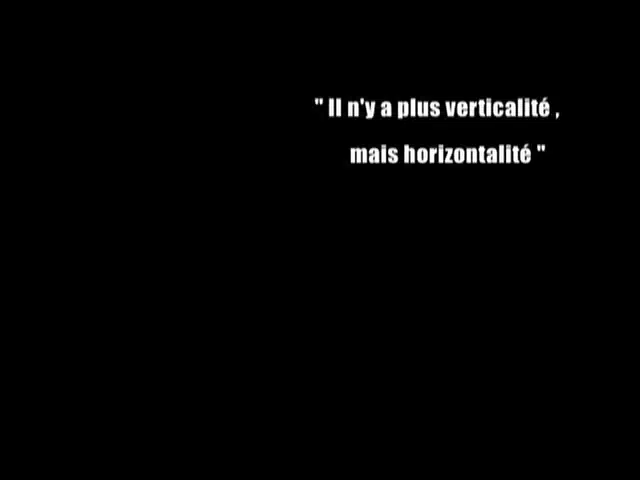 " Il n'y a plus verticalité ,
mais horizontalité "